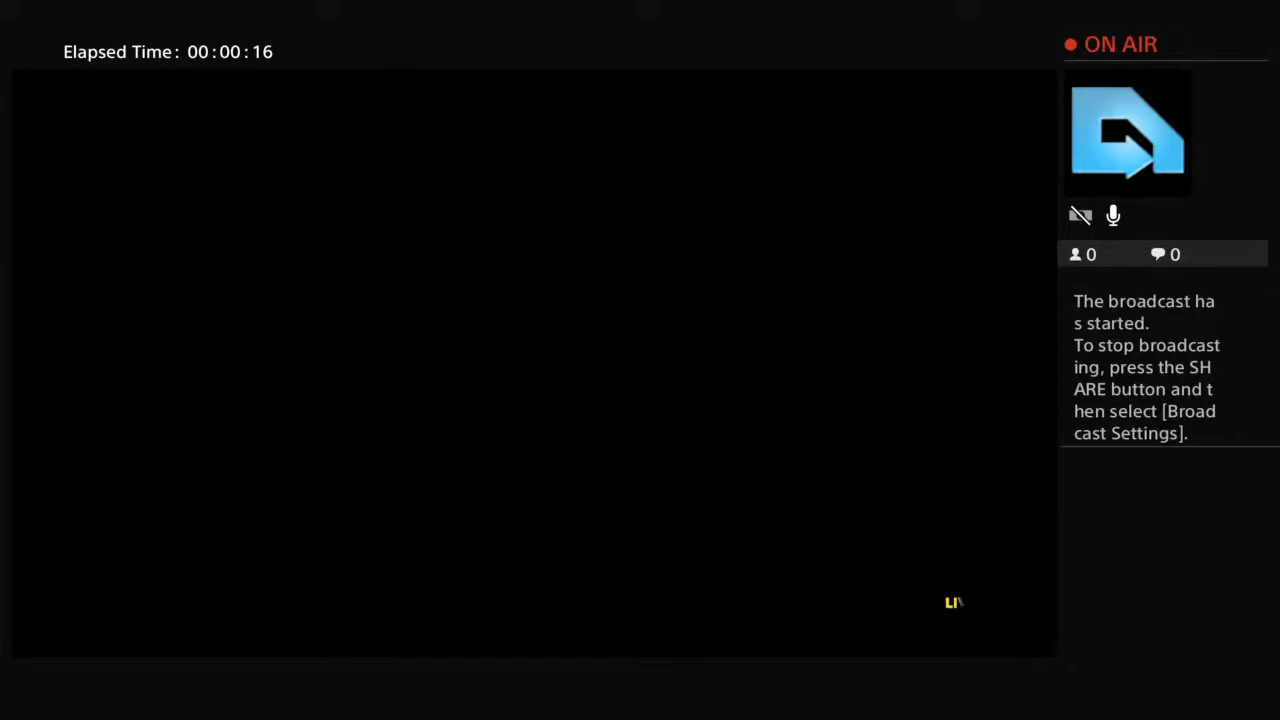 Elapsed Time: 00:00:16
ON AIR
0 0
The broadcast ha
s started.
To stop broadcast
ing, press the SH
ARE button and t
hen select [Broad
cast Settings].